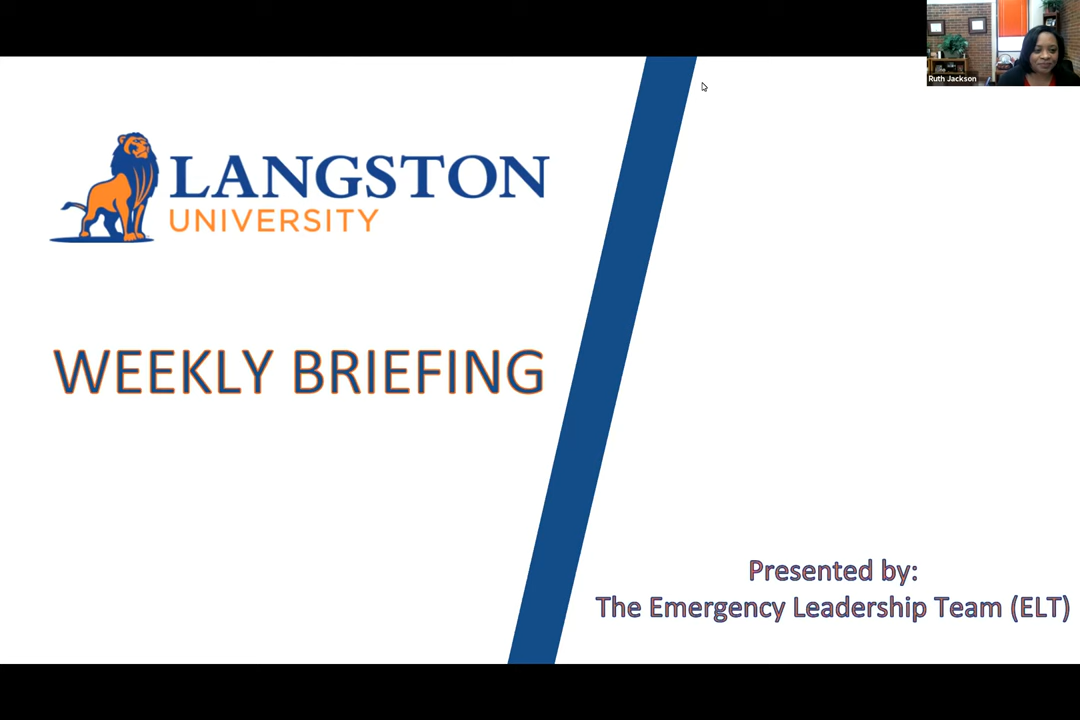 Ruth Jackson
LANGSTON
UNIVERSITY
WEEKLY BRIEFING
Presented by:
The Emergency Leadership Team (ELT)